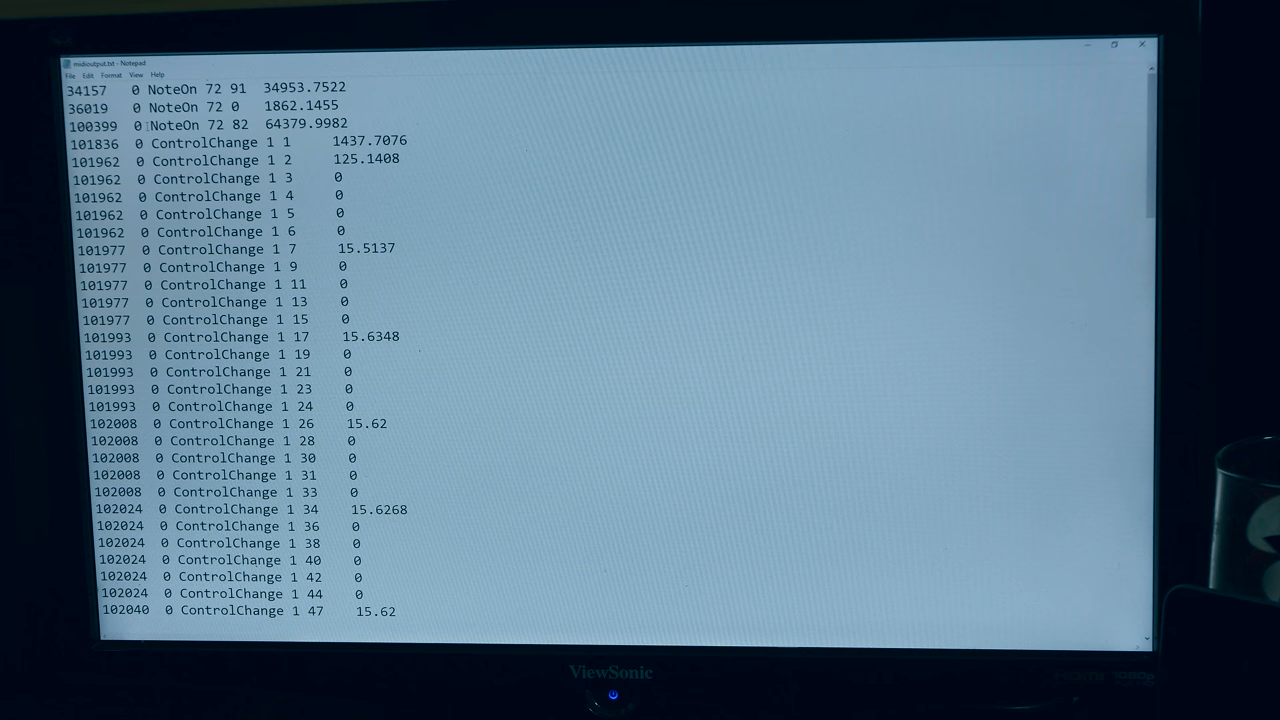 midioutput.txt - Notepad
File Edit Format View Help
34157 0 NoteOn 72 91 34953.7522
36019 0 NoteOn 72 0 1862.1455
100399 0 NoteOn 72 82 64379.9982
101836 0 ControlChange 1 1 1437.7076
101962 0 ControlChange 1 2 125.1408
101962 0 ControlChange 1 3 0
101962 0 ControlChange 1 4 0
101962 0 ControlChange 1 5 0
101962 0 ControlChange 1 6 0
101977 0 ControlChange 1 7 15.5137
101977 0 ControlChange 1 9 0
101977 0 ControlChange 1 11 0
101977 0 ControlChange 1 13 0
101977 0 ControlChange 1 15 0
101993 0 ControlChange 1 17 15.6348
101993 0 ControlChange 1 19 0
101993 0 ControlChange 1 21 0
101993 0 ControlChange 1 23 0
101993 0 ControlChange 1 24 0
102008 0 ControlChange 1 26 15.62
102008 0 ControlChange 1 28 0
102008 0 ControlChange 1 30 0
102008 0 ControlChange 1 31 0
102008 0 ControlChange 1 33 0
102024 0 ControlChange 1 34 15.6268
102024 0 ControlChange 1 36 0
102024 0 ControlChange 1 38 0
102024 0 ControlChange 1 40 0
102024 0 ControlChange 1 42 0
102024 0 ControlChange 1 44 0
102040 0 ControlChange 1 47 15.62
ViewSonic
HDMI 1080p